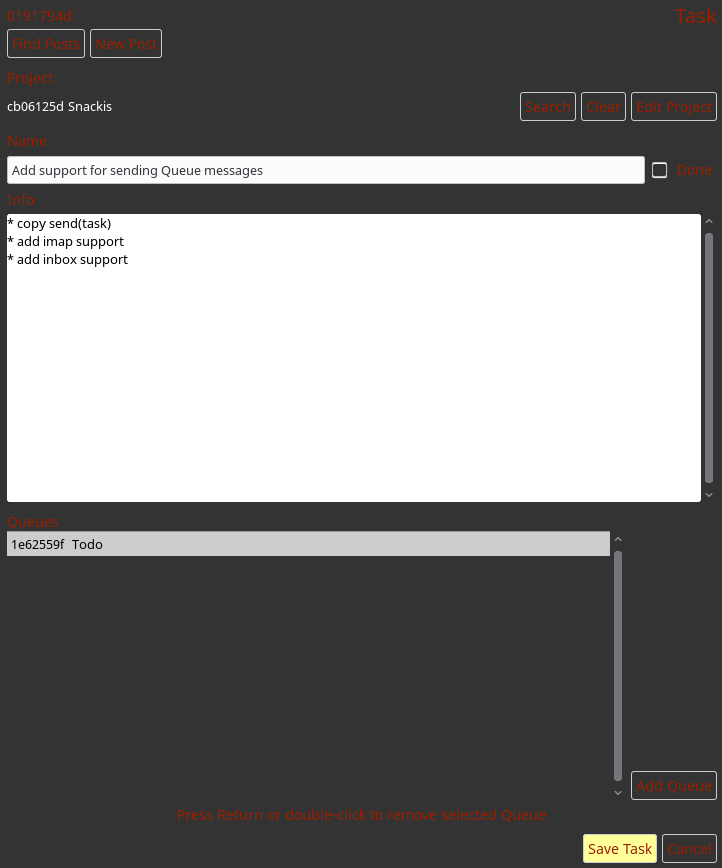 0191794d
Task
Find Posts
New Post
Project
cb06125d Snackis
Search
Clear
Edit Project
Name
Add support for sending Queue messages
Done
Info
* copy send(task)
* add imap support
* add inbox support
Queues
1e62559f Todo
Add Queue
Press Return or double-click to remove selected Queue
Save Task
Cancel